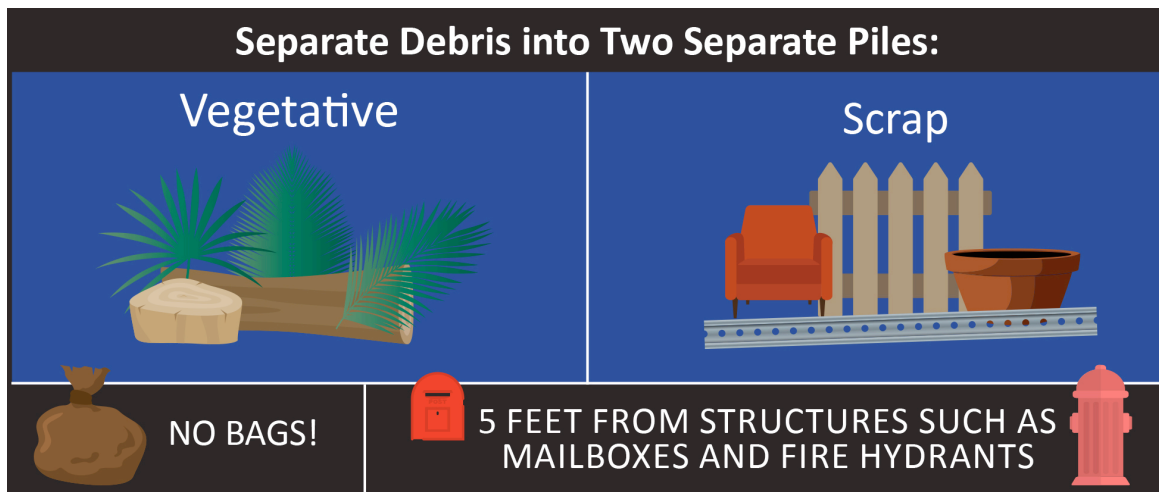 Separate Debris into Two Separate Piles:
Vegetative
Scrap
NO BAGS!
5 FEET FROM STRUCTURES SUCH AS
MAILBOXES AND FIRE HYDRANTS